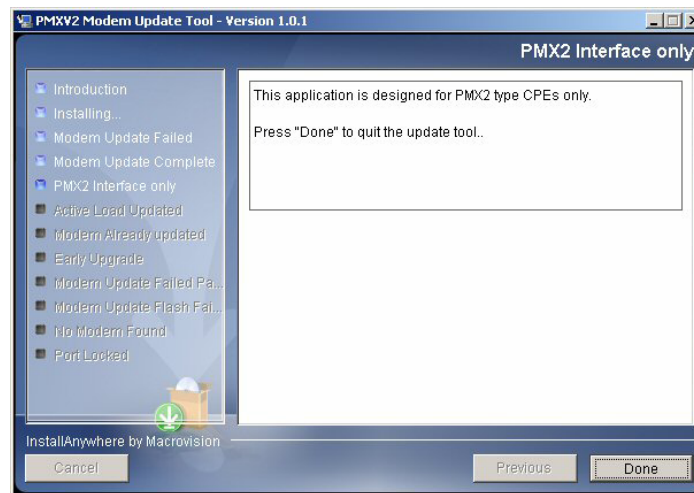 PMXV2 Modem Update Tool - Version 1.0.1
PMX2 Interface only
Introduction
Installing...
Modem Update Failed
Modem Update Complete
PMX2 Interface only
Active Load Updated
Modem Already updated
Early Upgrade
Modem Update Failed Pa...
Modem Update Flash Fai...
No Modem Found
Port Locked
This application is designed for PMX2 type CPEs only.
Press "Done" to quit the update tool..
InstallAnywhere by Macrovision
Cancel
Previous
Done